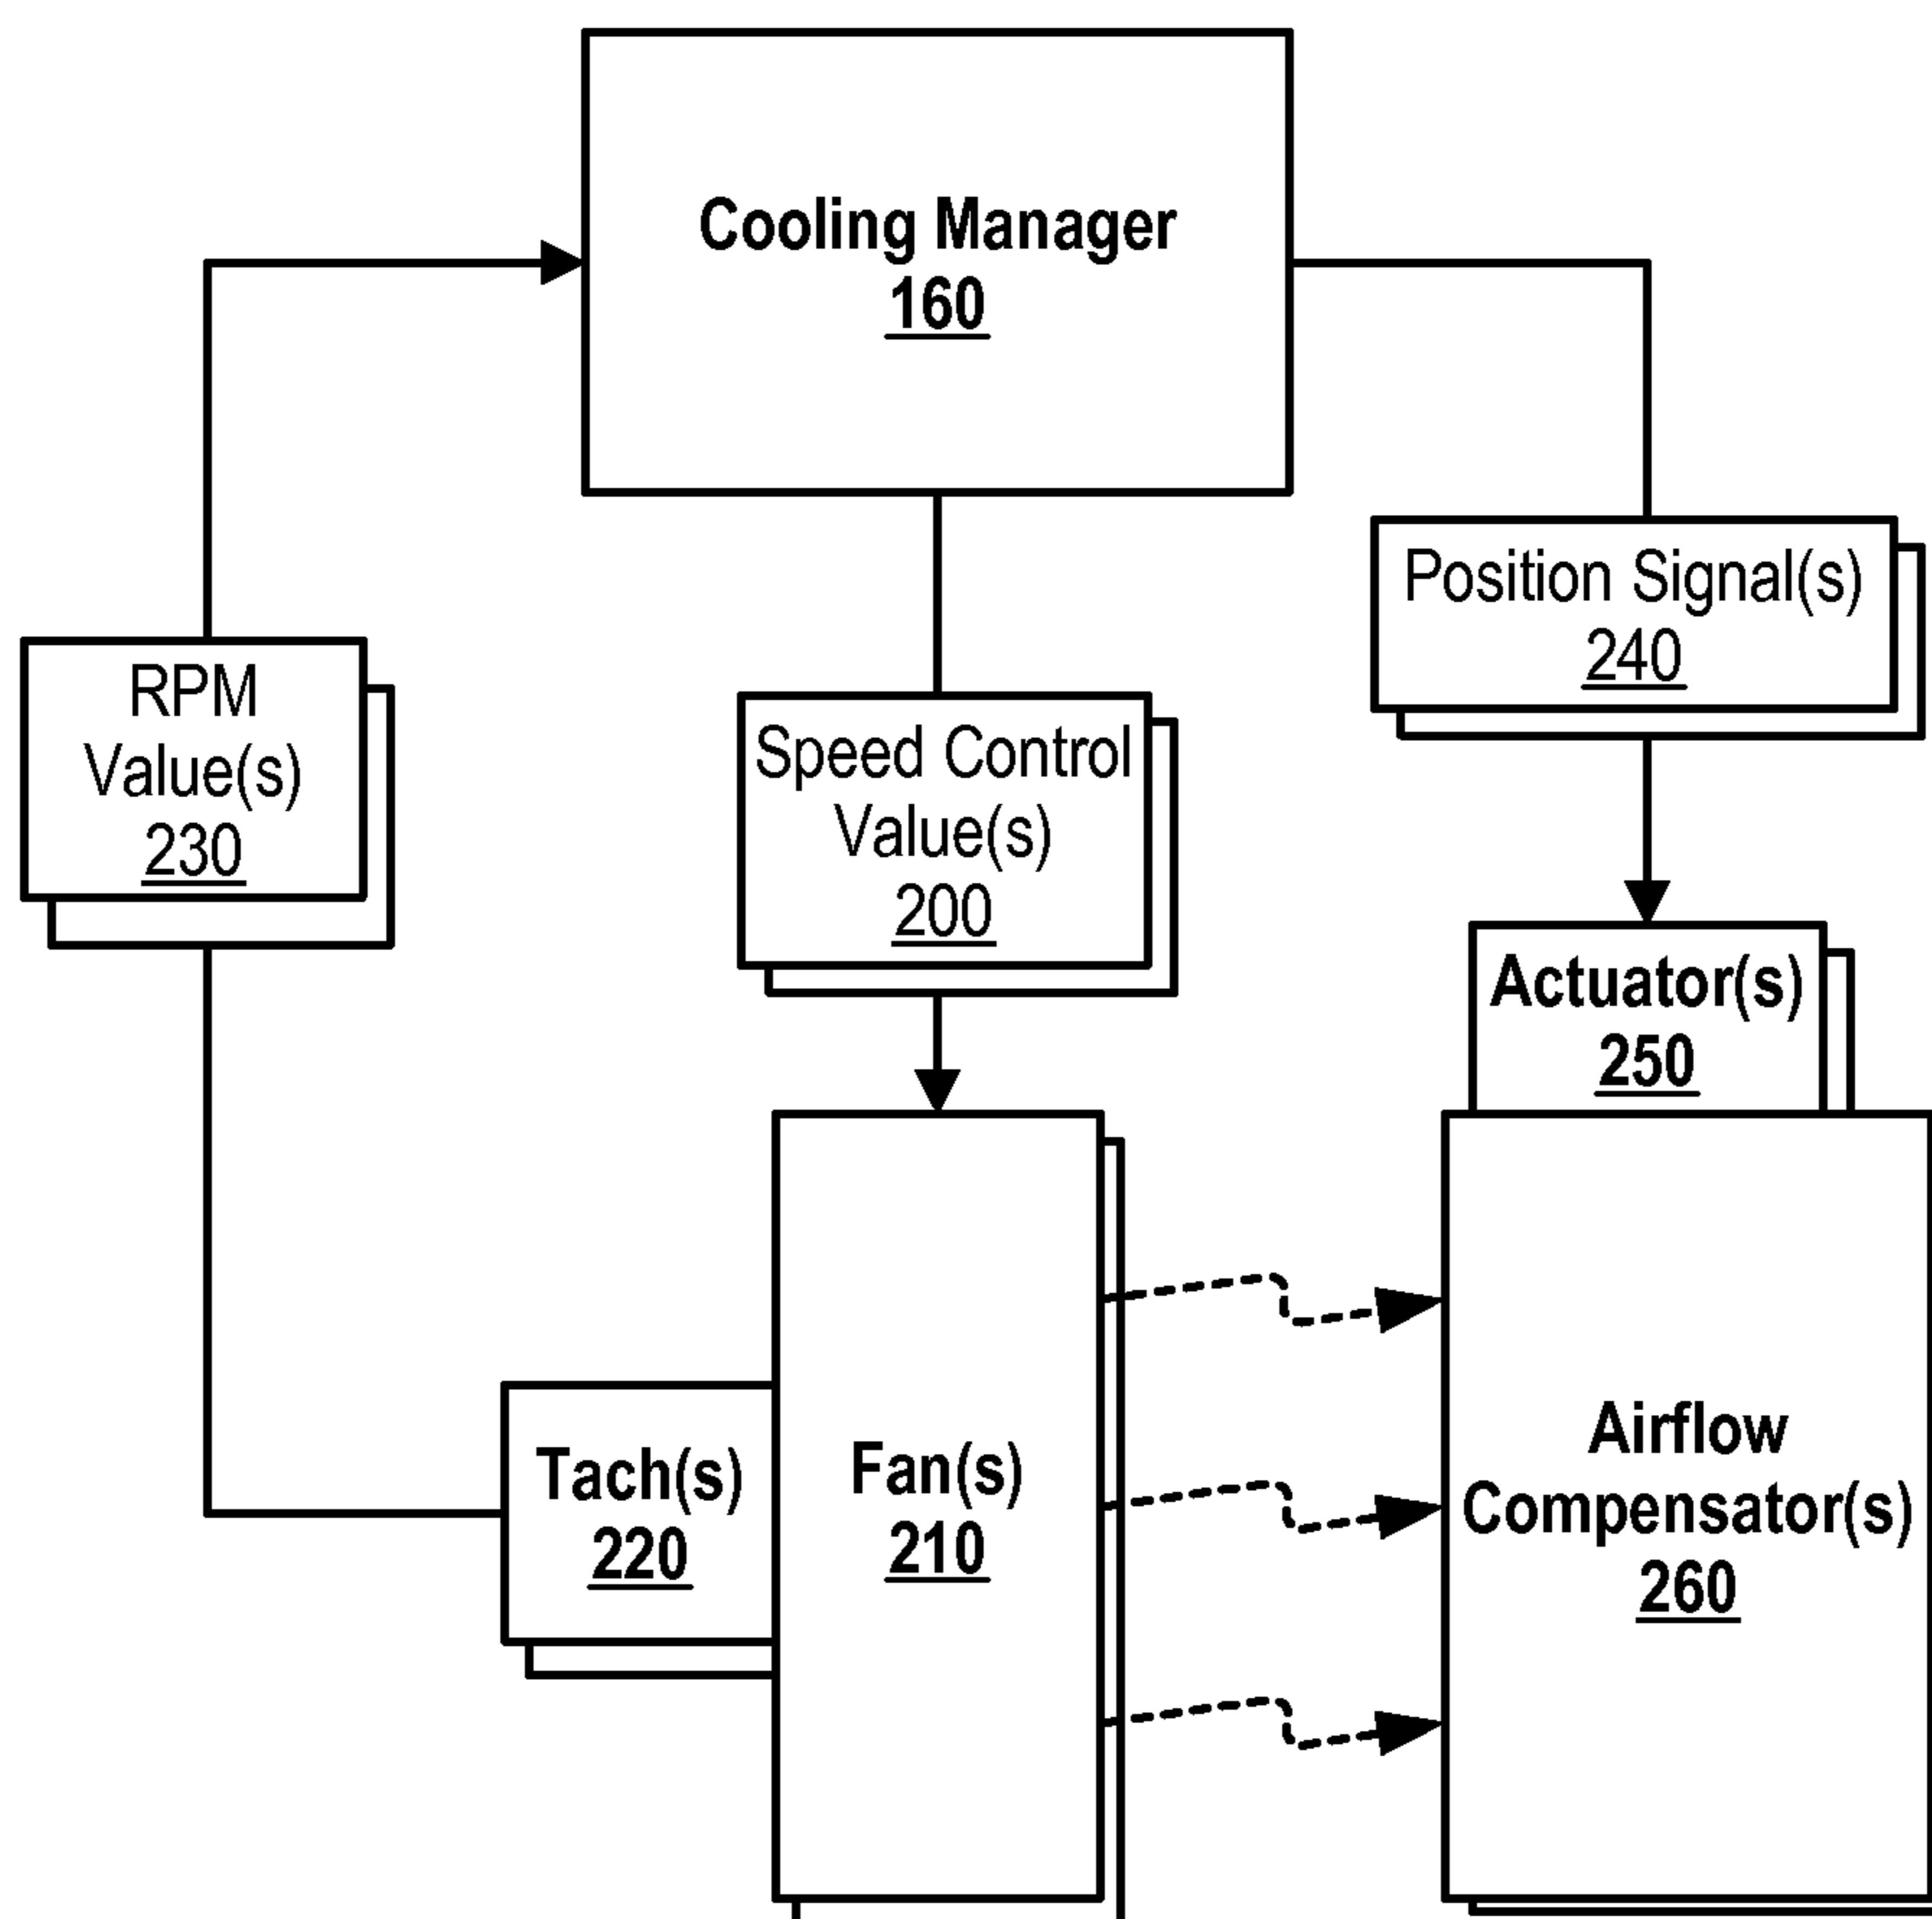 Cooling Manager
160
RPM
Value(s)
230
Speed Control
Value(s)
200
Position Signal(s)
240
Actuator(s)
250
Tach(s)
220
Fan(s)
210
Airflow
Compensator(s)
260